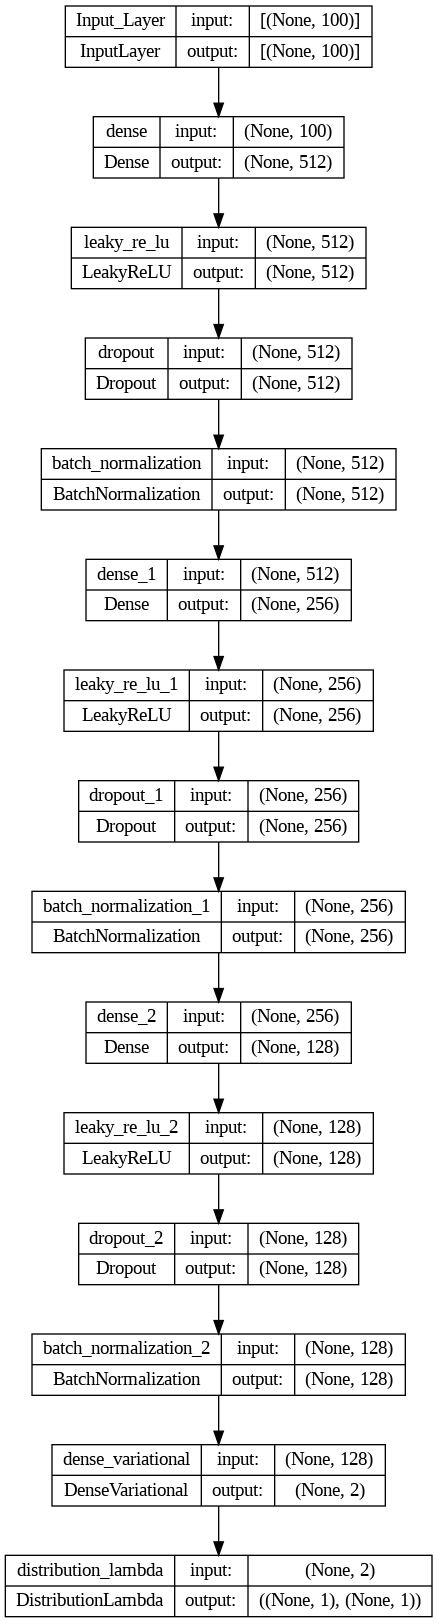 Input_Layer input: [(None, 100)]
InputLayer output: [(None, 100)]
dense input: (None, 100)
Dense output: (None, 512)
leaky_re_lu input: (None, 512)
LeakyReLU output: (None, 512)
dropout input: (None, 512)
Dropout output: (None, 512)
batch_normalization input: (None, 512)
BatchNormalization output: (None, 512)
dense_1 input: (None, 512)
Dense output: (None, 256)
leaky_re_lu_1 input: (None, 256)
LeakyReLU output: (None, 256)
dropout_1 input: (None, 256)
Dropout output: (None, 256)
batch_normalization_1 input: (None, 256)
BatchNormalization output: (None, 256)
dense_2 input: (None, 256)
Dense output: (None, 128)
leaky_re_lu_2 input: (None, 128)
LeakyReLU output: (None, 128)
dropout_2 input: (None, 128)
Dropout output: (None, 128)
batch_normalization_2 input: (None, 128)
BatchNormalization output: (None, 128)
dense_variational input: (None, 128)
DenseVariational output: (None, 2)
distribution_lambda input: (None, 2)
DistributionLambda output: ((None, 1), (None, 1))